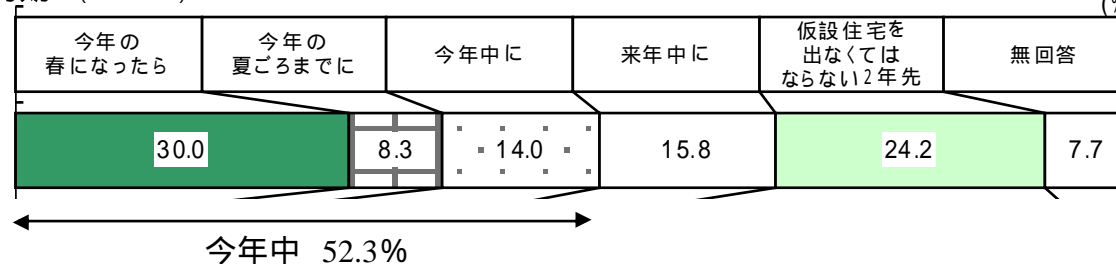 (%
今年の
春になったら
今年の
夏ごろまでに
今年中に
来年中に
仮設住宅を
出なくては
ならない2年先
無回答
30.0 8.3 14.0 15.8 24.2 7.7
今年中 52.3%